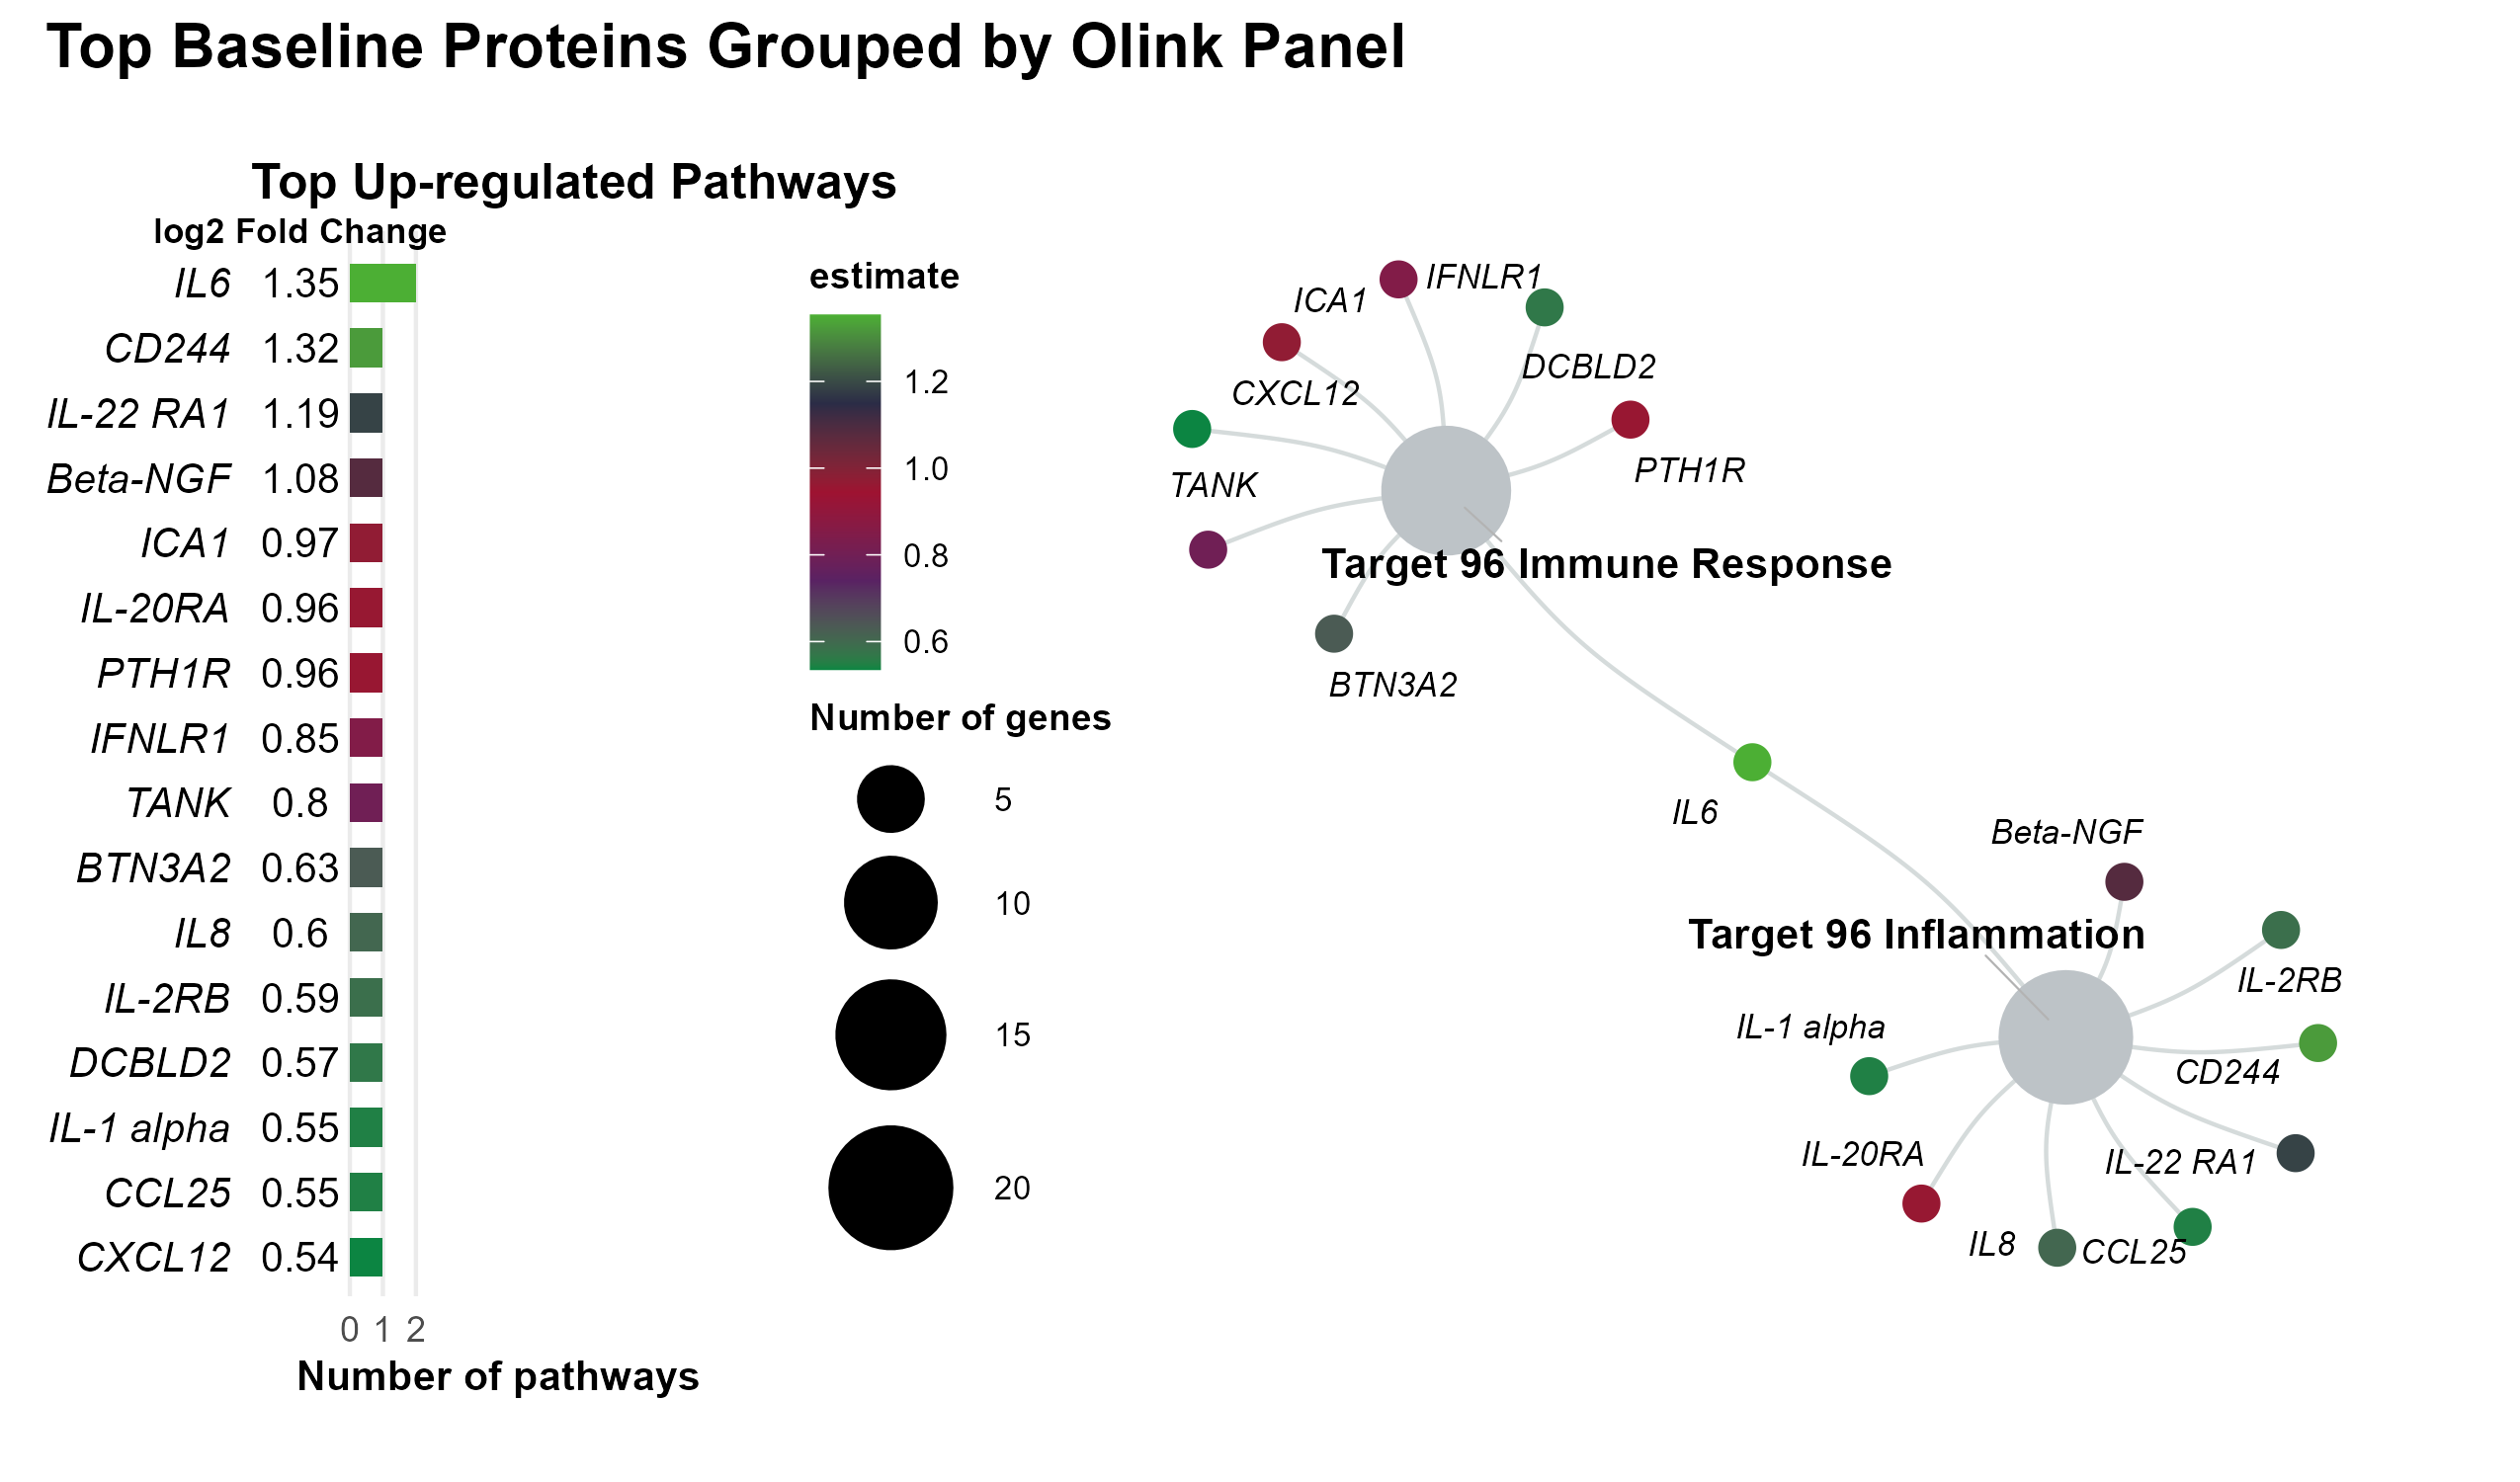 Top Baseline Proteins Grouped by Olink Panel
Top Up-regulated Pathways
log2 Fold Change
IL6 1.35
CD244 1.32
IL-22 RA1 1.19
Beta-NGF 1.08
ICA1 0.97
IL-20RA 0.96
PTH1R 0.96
IFNLR1 0.85
TANK 0.8
BTN3A2 0.63
IL8 0.6
IL-2RB 0.59
DCBLD2 0.57
IL-1 alpha 0.55
CCL25 0.55
CXCL12 0.54
0 1 2
Number of pathways
estimate
1.2
1.0
0.8
0.6
Number of genes
5
10
15
20
IFNLR1
ICA1
DCBLD2
CXCL12
PTH1R
TANK
Target 96 Immune Response
BTN3A2
IL6
Beta-NGF
Target 96 Inflammation
IL-2RB
IL-1 alpha
CD244
IL-20RA
IL-22 RA1
IL8
CCL25